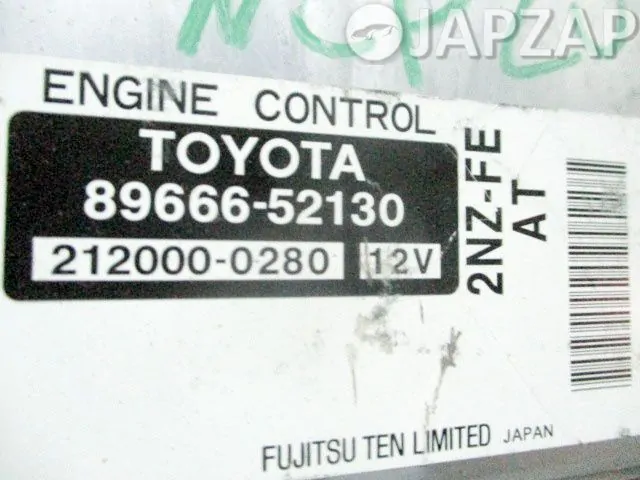 JAPZAP
ENGINE CONTROL
TOYOTA
89666-52130
212000-0280 12V
2NZ-FE
AT
FUJITSU TEN LIMITED JAPAN